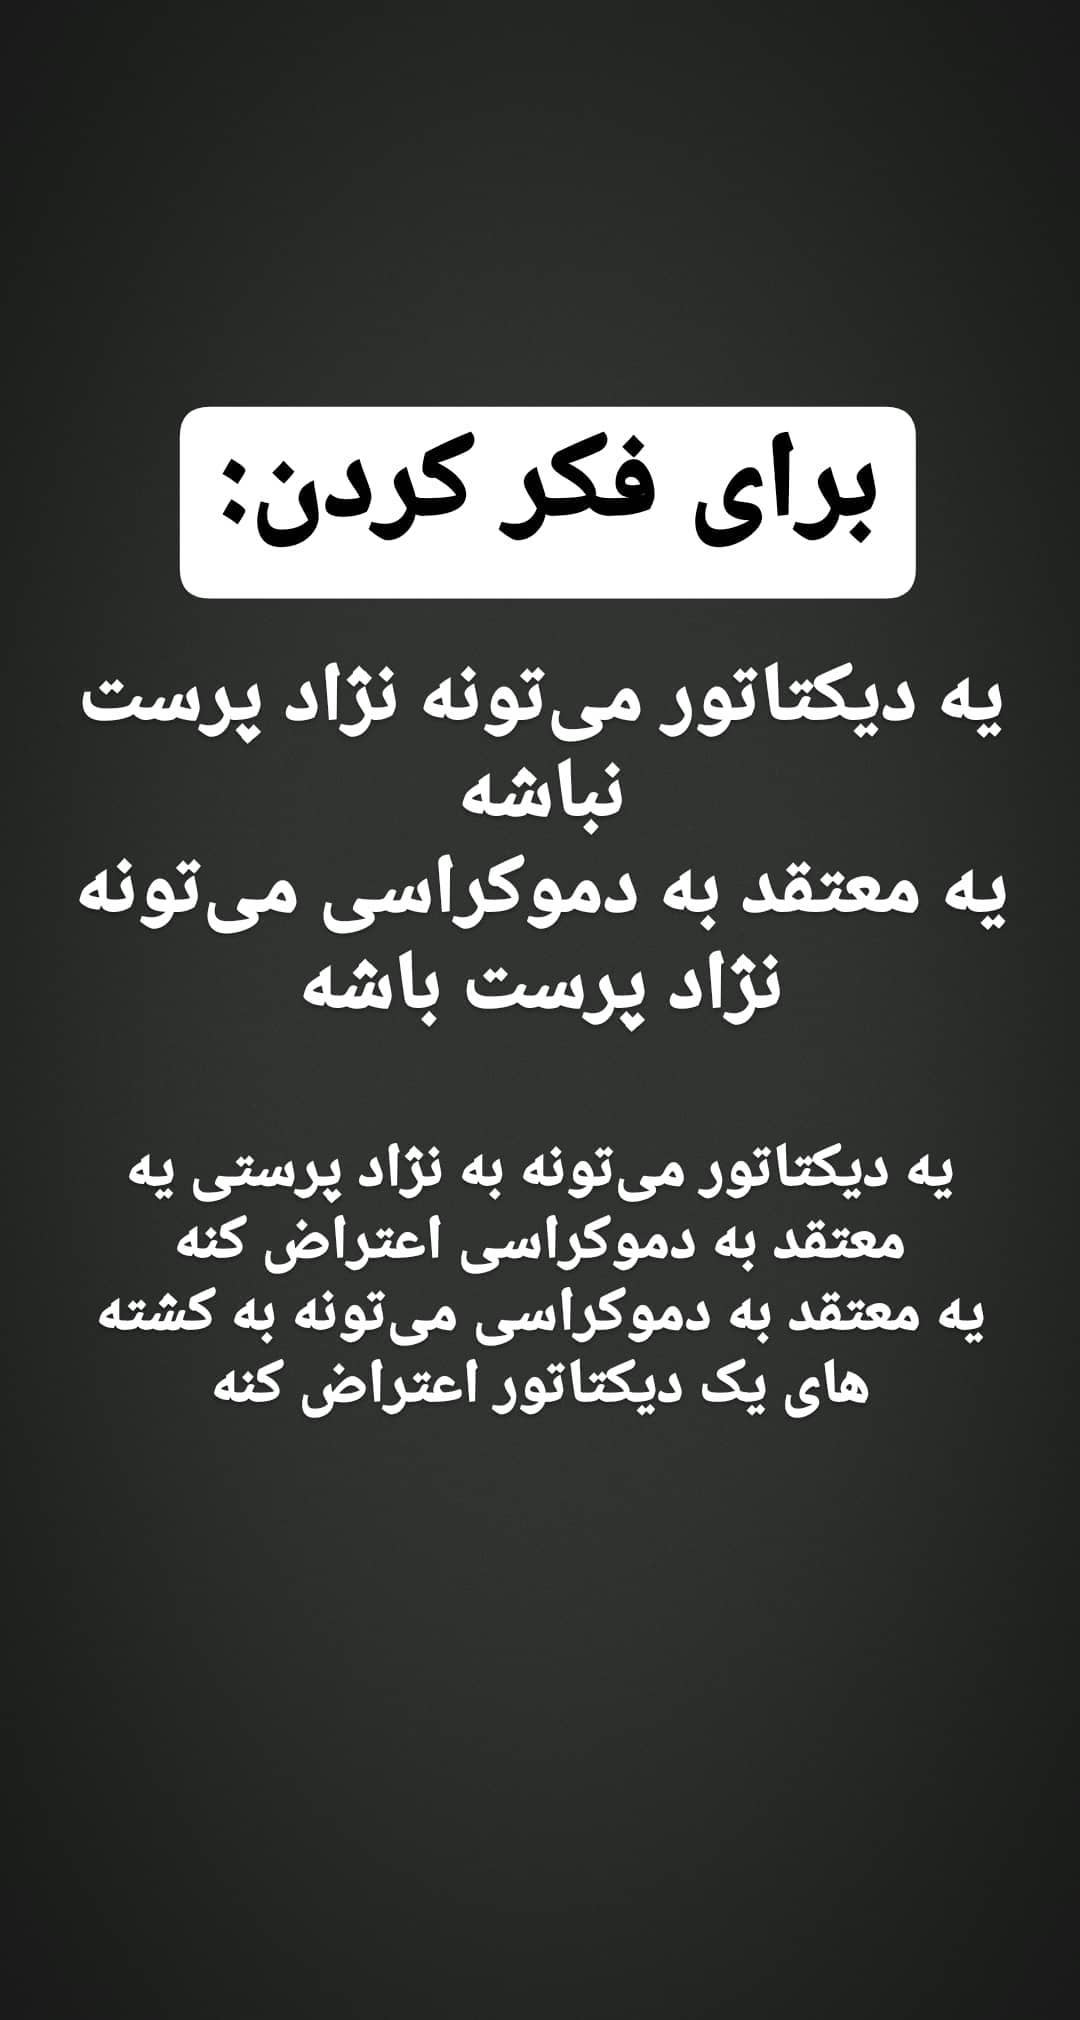 برای فکر کردن:
یه دیکتاتور می‌تونه نژاد پرست
نباشه
یه معتقد به دموکراسی می‌تونه
نژاد پرست باشه
یه دیکتاتور می‌تونه به نژاد پرستی یه
معتقد به دموکراسی اعتراض کنه
یه معتقد به دموکراسی می‌تونه به کشته
های یک دیکتاتور اعتراض کنه